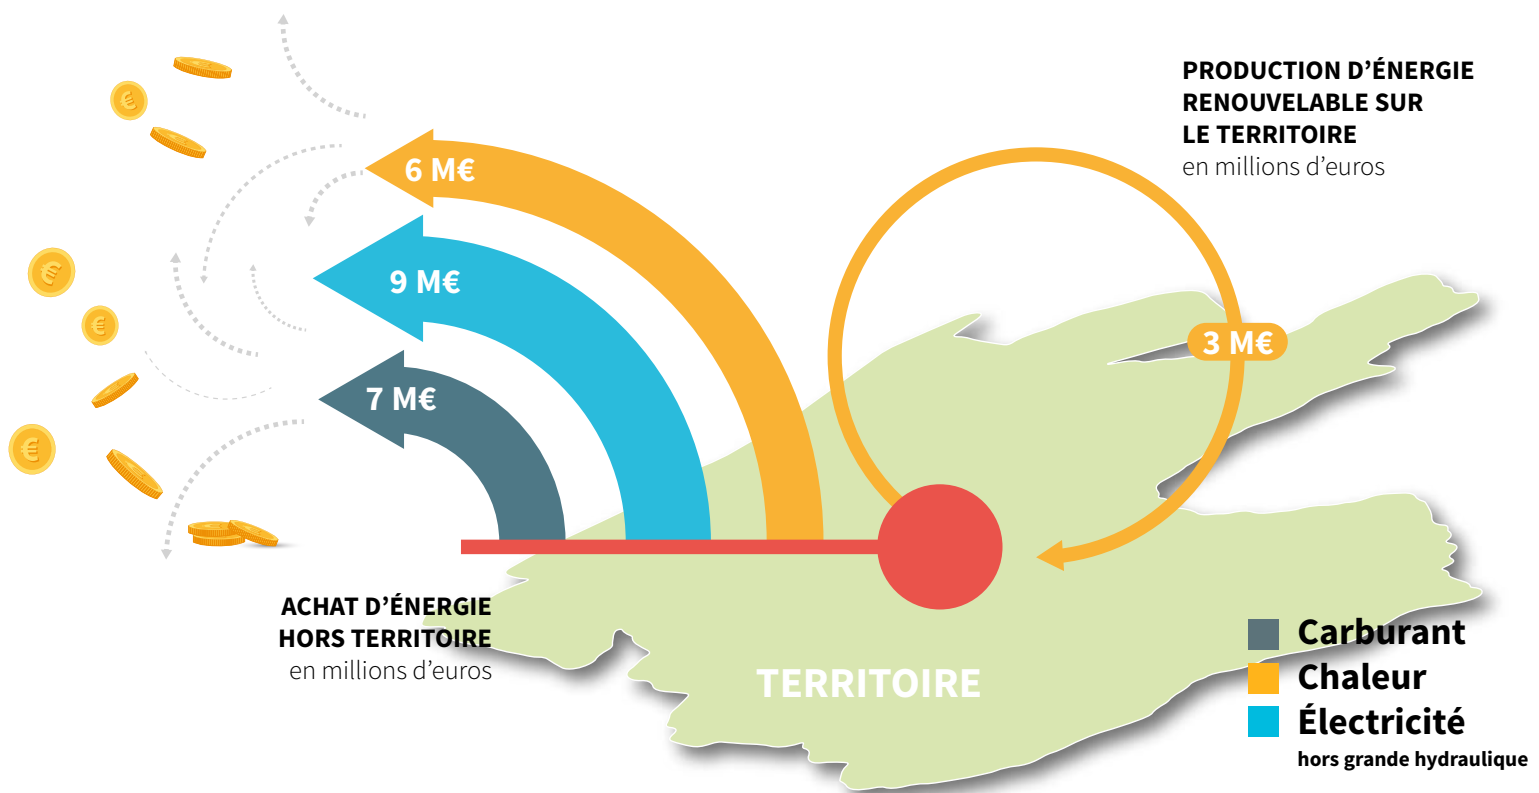 PRODUCTION D’ÉNERGIE
RENOUVELABLE SUR
LE TERRITOIRE
en millions d’euros
6 M€
9 M€
7 M€
3 M€
ACHAT D’ÉNERGIE
HORS TERRITOIRE
en millions d’euros
TERRITOIRE
Carburant
Chaleur
Électricité
hors grande hydraulique
€
€
€
€
€